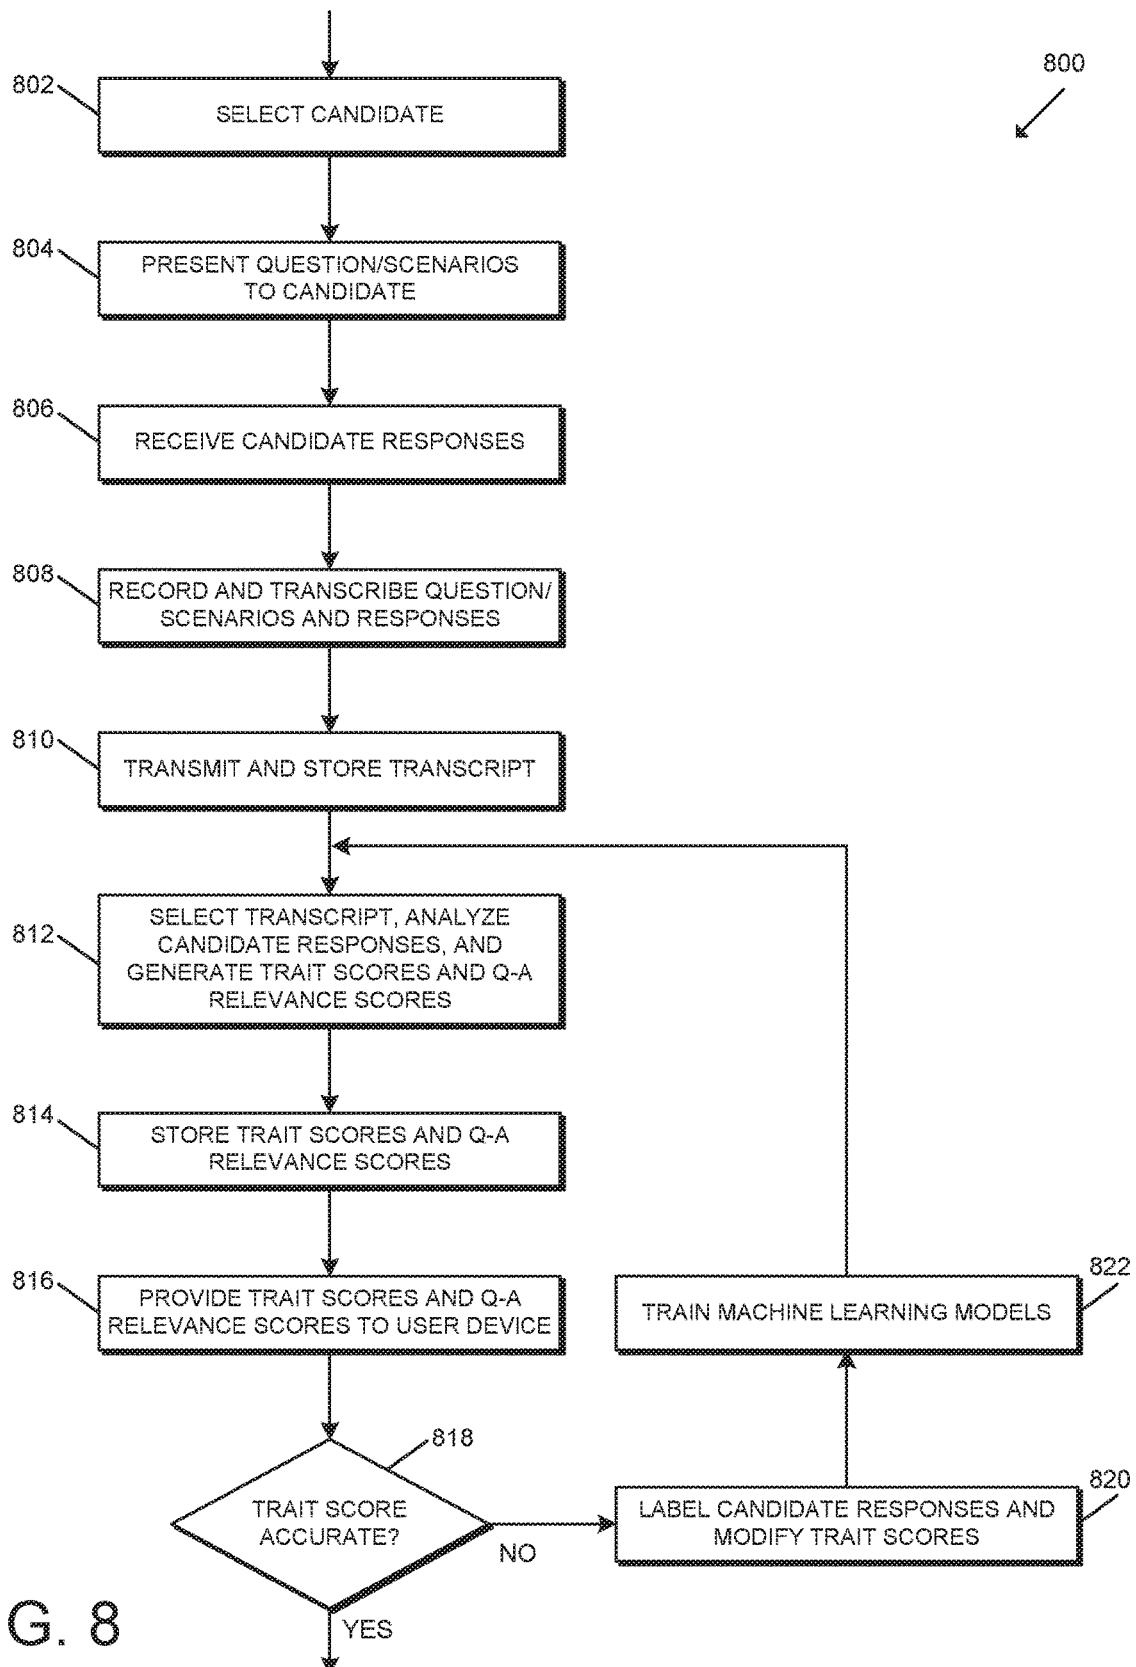 800
802
SELECT CANDIDATE
804
PRESENT QUESTION/SCENARIOS
TO CANDIDATE
806
RECEIVE CANDIDATE RESPONSES
808
RECORD AND TRANSCRIBE QUESTION/
SCENARIOS AND RESPONSES
810
TRANSMIT AND STORE TRANSCRIPT
812
SELECT TRANSCRIPT, ANALYZE
CANDIDATE RESPONSES, AND
GENERATE TRAIT SCORES AND Q-A
RELEVANCE SCORES
814
STORE TRAIT SCORES AND Q-A
RELEVANCE SCORES
816
PROVIDE TRAIT SCORES AND Q-A
RELEVANCE SCORES TO USER DEVICE
818
TRAIT SCORE
ACCURATE?
NO
YES
820
LABEL CANDIDATE RESPONSES AND
MODIFY TRAIT SCORES
822
TRAIN MACHINE LEARNING MODELS
G. 8